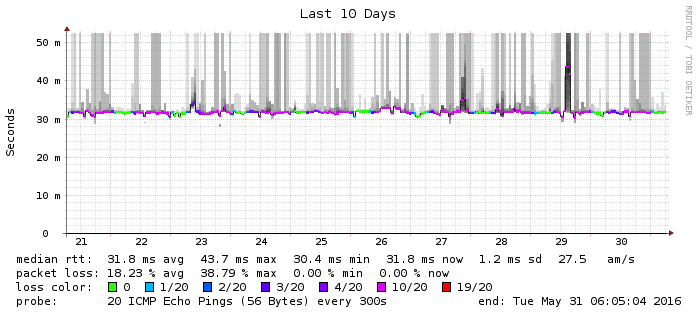 Last 10 Days
RRDTOOL / TOBI OETIKER
Seconds
50 m
40 m
30 m
20 m
10 m
0
21 22 23 24 25 26 27 28 29 30
median rtt: 31.8 ms avg 43.7 ms max 30.4 ms min 31.8 ms now 1.2 ms sd 27.5 am/s
packet loss: 18.23 % avg 38.79 % max 0.00 % min 0.00 % now
loss color: 0 1/20 2/20 3/20 4/20 10/20 19/20
probe: 20 ICMP Echo Pings (56 Bytes) every 300s end: Tue May 31 06:05:04 2016